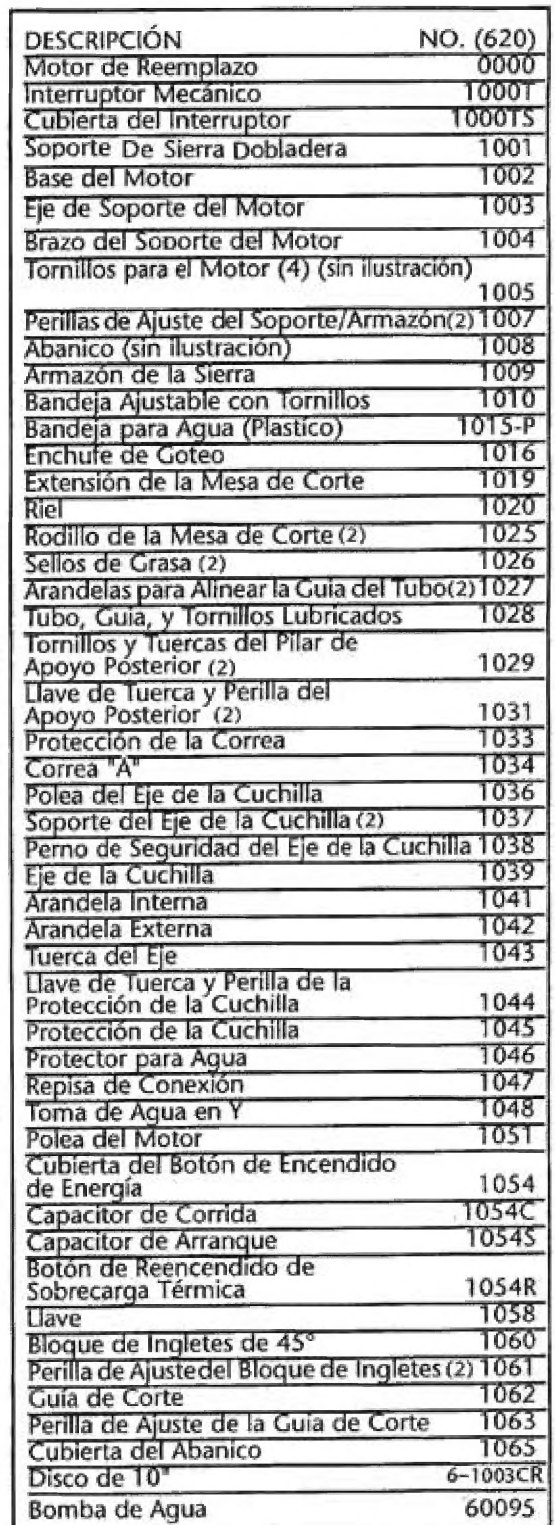 DESCRIPCIÓN NO. (620)
Motor de Reemplazo 0000
Interruptor Mecánico 1000T
Cubierta del Interruptor 1000TS
Soporte De Sierra Dobladera 1001
Base del Motor 1002
Eje de Soporte del Motor 1003
Brazo del Soporte del Motor 1004
Tornillos para el Motor (4) (sin ilustración)
1005
Perillas de Ajuste del Soporte/Armazón(2) 1007
Abanico (sin ilustración) 1008
Armazón de la Sierra 1009
Bandeja Ajustable con Tornillos 1010
Bandeja para Agua (Plastico) 1015-P
Enchufe de Goteo 1016
Extensión de la Mesa de Corte 1019
Riel 1020
Rodillo de la Mesa de Corte (2) 1025
Sellos de Grasa (2) 1026
Arandelas para Alinear la Guia del Tubo(2) 1027
Tubo, Guia, y Tornillos Lubricados 1028
Tornillos y Tuercas del Pilar de
Apoyo Posterior (2) 1029
Llave de Tuerca y Perilla del
Apoyo Posterior (2) 1031
Protección de la Correa 1033
Correa "A" 1034
Polea del Eje de la Cuchilla 1036
Soporte del Eje de la Cuchilla (2) 1037
Perno de Seguridad del Eje de la Cuchilla 1038
Eje de la Cuchilla 1039
Arandela Interna 1041
Arandela Externa 1042
Tuerca del Eje 1043
Llave de Tuerca y Perilla de la
Protección de la Cuchilla 1044
Protección de la Cuchilla 1045
Protector para Agua 1046
Repisa de Conexión 1047
Toma de Agua en Y 1048
Polea del Motor 1051
Cubierta del Botón de Encendido
de Energía 1054
Capacitor de Corrida 1054C
Capacitor de Arranque 1054S
Botón de Reencendido de
Sobrecarga Térmica 1054R
Llave 1058
Bloque de Ingletes de 45° 1060
Perilla de Ajustedel Bloque de Ingletes (2) 1061
Guía de Corte 1062
Perilla de Ajuste de la Guia de Corte 1063
Cubierta del Abanico 1065
Disco de 10" 6-1003CR
Bomba de Agua 60095